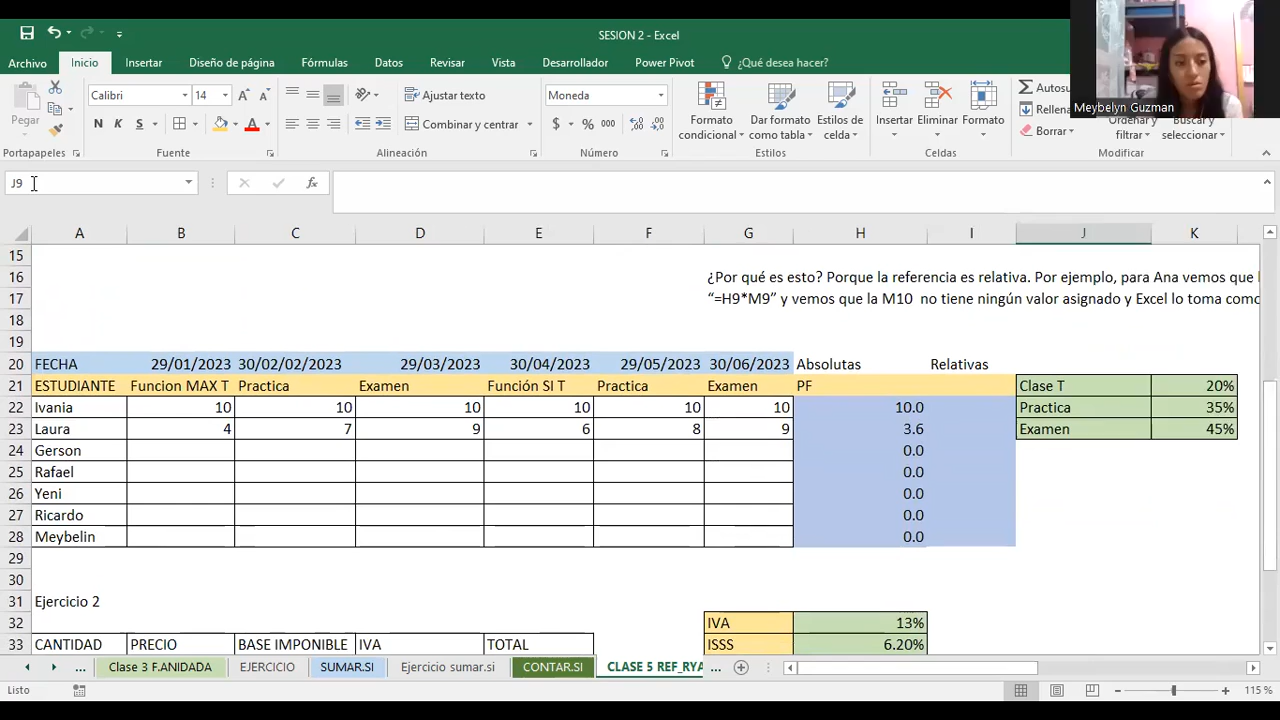 SESION 2 - Excel
Archivo Inicio Insertar Diseño de página Fórmulas Datos Revisar Vista Desarrollador Power Pivot ¿Qué desea hacer?
Meybelyn Guzman
Calibri 14 Ajustar texto Moneda Autosu
Pegar N K S Combinar y centrar $ % 000 Formato condicional Dar formato como tabla Estilos de celda Insertar Eliminar Formato Rellena Borrar Ordenar y filtrar Buscar y seleccionar
Portapapeles Fuente Alineación Número Estilos Celdas Modificar
J9 fx
A B C D E F G H I J K
15
16 ¿Por qué es esto? Porque la referencia es relativa. Por ejemplo, para Ana vemos que l
17 “=H9*M9” y vemos que la M10 no tiene ningún valor asignado y Excel lo toma como
18
19
20 FECHA 29/01/2023 30/02/02/2023 29/03/2023 30/04/2023 29/05/2023 30/06/2023 Absolutas Relativas
21 ESTUDIANTE Funcion MAX T Practica Examen Función SI T Practica Examen PF Clase T 20%
22 Ivania 10 10 10 10 10 10 10.0 Practica 35%
23 Laura 4 7 9 6 8 9 3.6 Examen 45%
24 Gerson 0.0
25 Rafael 0.0
26 Yeni 0.0
27 Ricardo 0.0
28 Meybelin 0.0
29
30
31 Ejercicio 2
32 IVA 13%
33 CANTIDAD PRECIO BASE IMPONIBLE IVA TOTAL ISSS 6.20%
... Clase 3 F.ANIDADA EJERCICIO SUMAR.SI Ejercicio sumar.si CONTAR.SI CLASE 5 REF_RYA ...
Listo 115 %